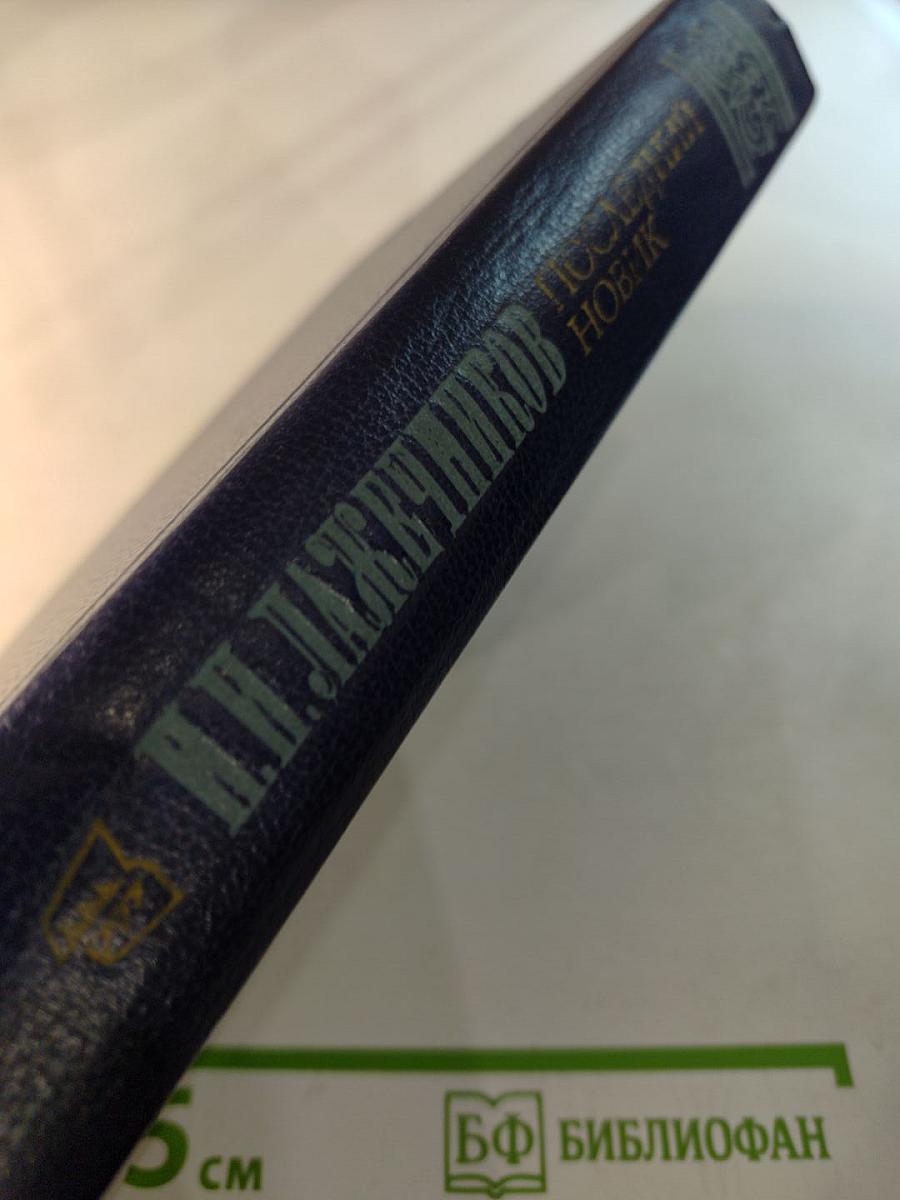 И.И.ЛАЖЕЧНИКОВ
ПОСЛЕДНИЙ
НОВИК
5 см
БФ БИБЛИОФАН